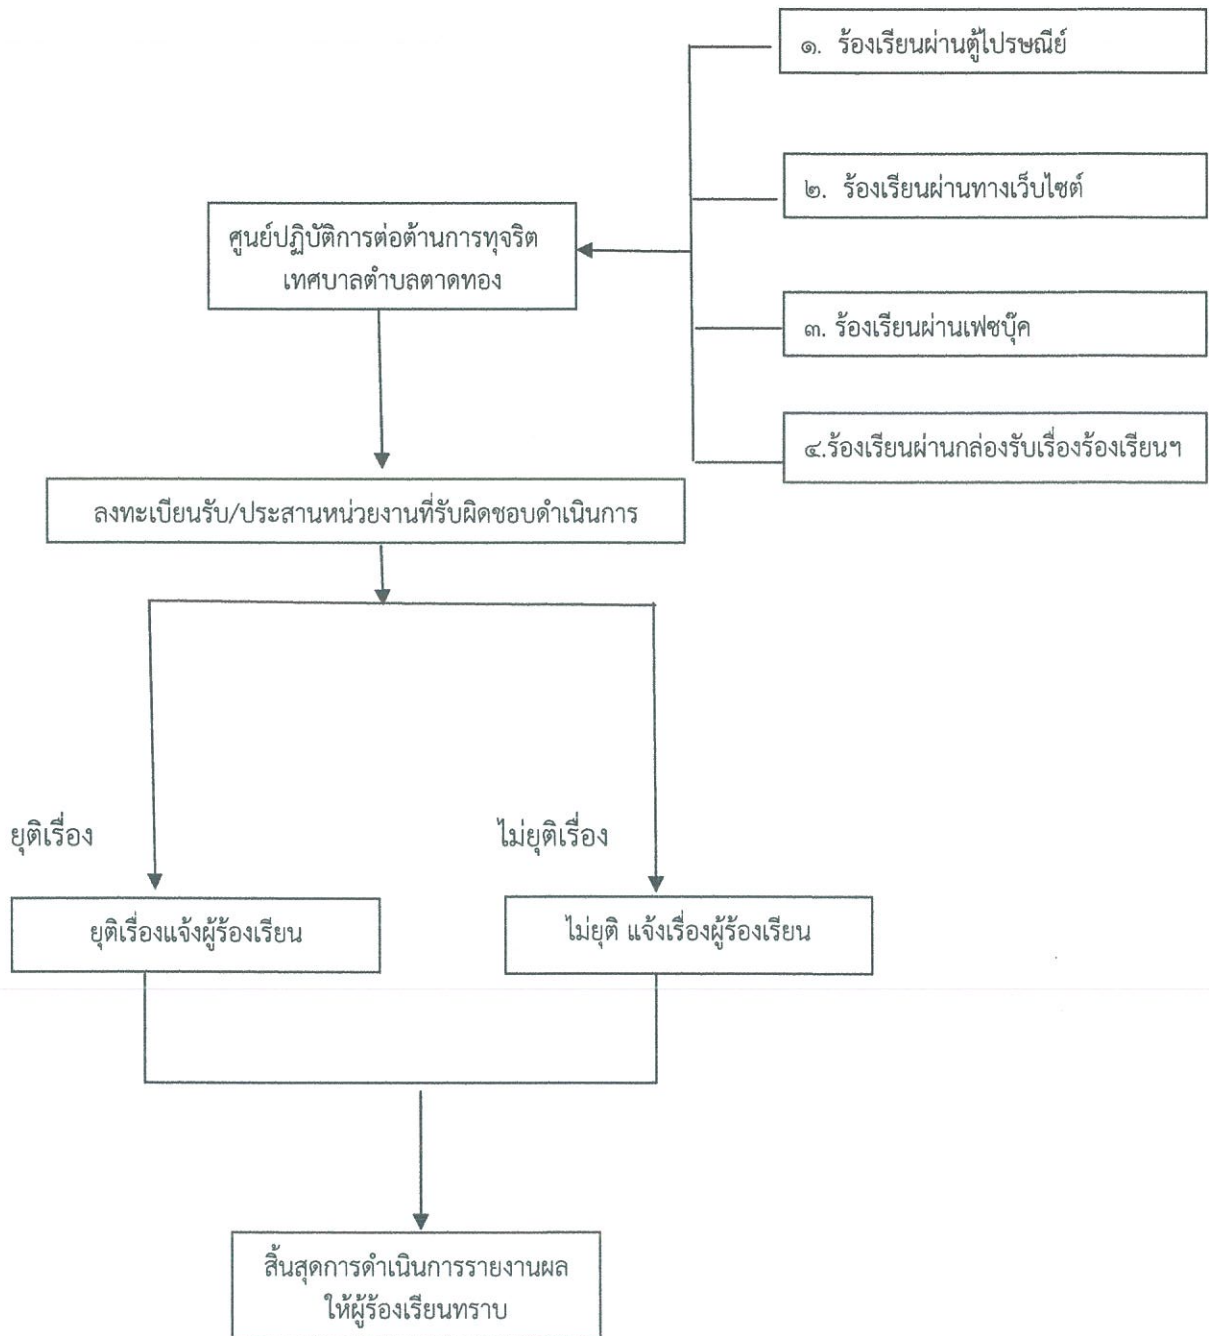 ๑. ร้องเรียนผ่านตู้ไปรษณีย์
๒. ร้องเรียนผ่านทางเว็บไซต์
ศูนย์ปฏิบัติการต่อต้านการทุจริต
เทศบาลตำบลตาดทอง
๓. ร้องเรียนผ่านเฟซบุ๊ค
๔.ร้องเรียนผ่านกล่องรับเรื่องร้องเรียนฯ
ลงทะเบียนรับ/ประสานหน่วยงานที่รับผิดชอบดำเนินการ
ยุติเรื่อง
ไม่ยุติเรื่อง
ยุติเรื่องแจ้งผู้ร้องเรียน
ไม่ยุติ แจ้งเรื่องผู้ร้องเรียน
สิ้นสุดการดำเนินการรายงานผล
ให้ผู้ร้องเรียนทราบ